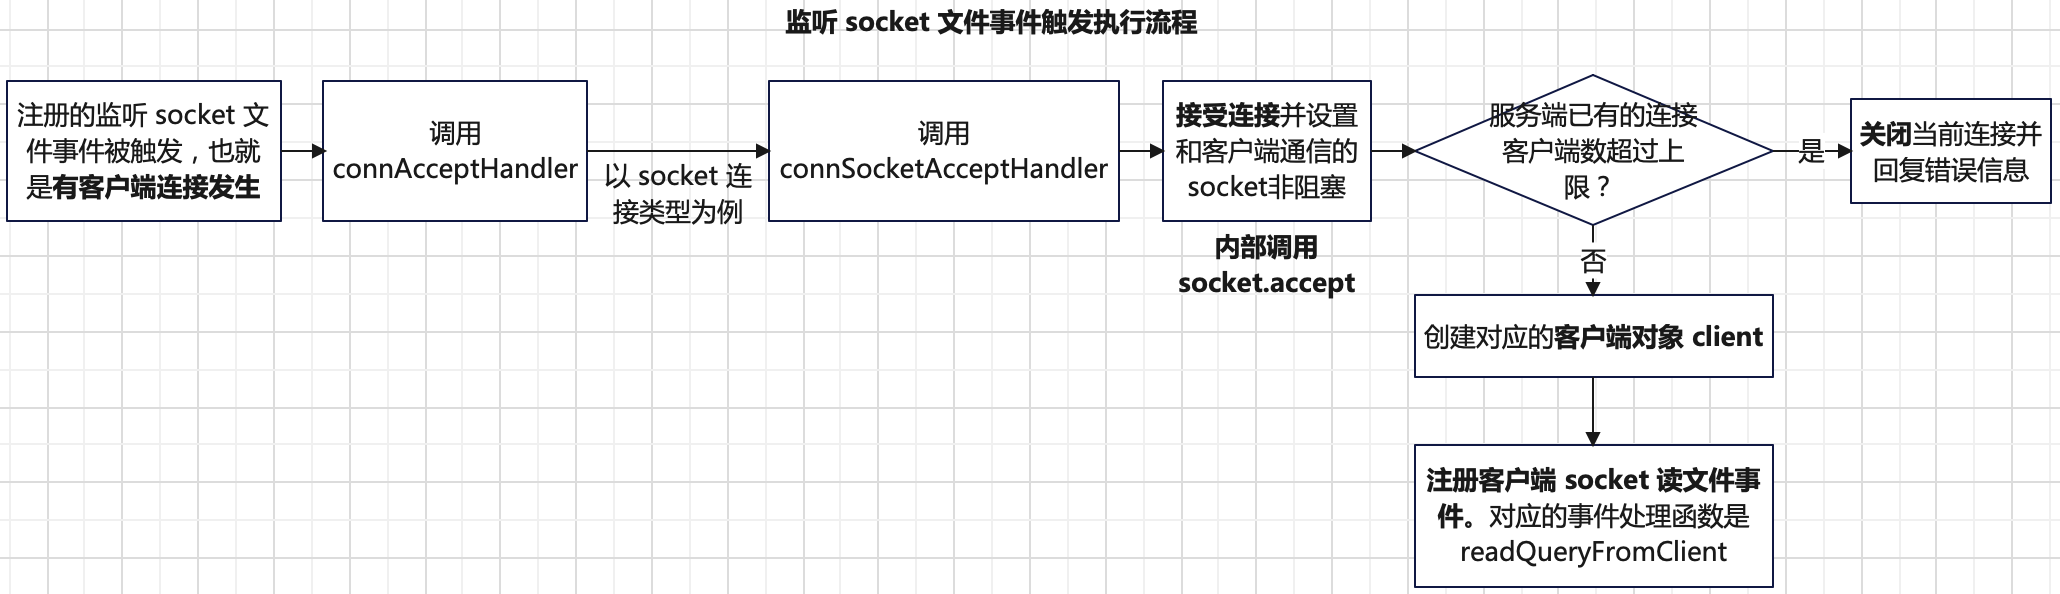 监听 socket 文件事件触发执行流程
注册的监听 socket 文
件事件被触发，也就
是有客户端连接发生
调用
connAcceptHandler
以 socket 连
接类型为例
调用
connSocketAcceptHandler
接受连接并设置
和客户端通信的
socket非阻塞
内部调用
socket.accept
服务端已有的连接
客户端数超过上
限？
是
关闭当前连接并
回复错误信息
否
创建对应的客户端对象 client
注册客户端 socket 读文件事
件。对应的事件处理函数是
readQueryFromClient